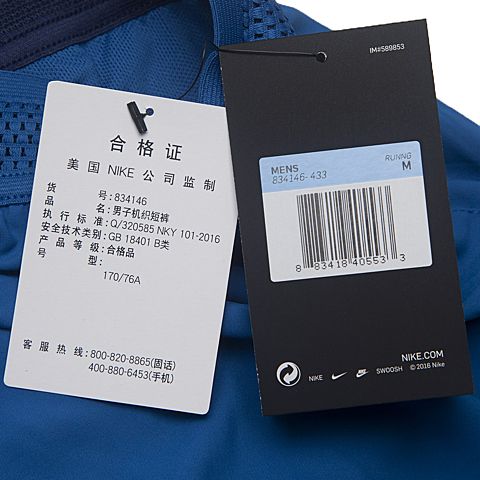 合格证
美国 NIKE 公司监制
货号:834146
品名:男子机织短裤
执行标准:Q/320585 NKY 101-2016
安全技术类别:GB 18401 B类
产品等级:合格品
号型:
170/76A
客服热线:800-820-8865(固话)
400-880-6453(手机)
IM#589853
MENS
RUNNG
834146-433
M
8 83418 40553 3
NIKE.COM
NIKE
SWOOSH
© 2016 Nike